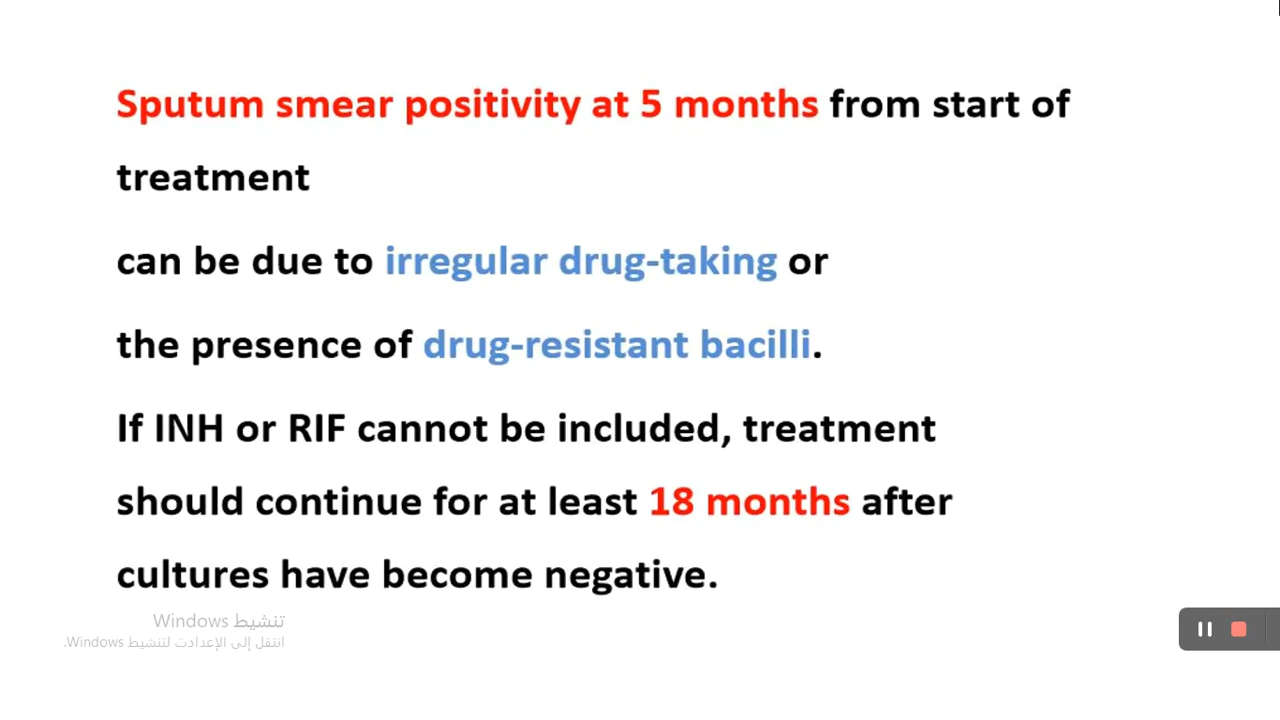 Sputum smear positivity at 5 months from start of
treatment
can be due to irregular drug-taking or
the presence of drug-resistant bacilli.
If INH or RIF cannot be included, treatment
should continue for at least 18 months after
cultures have become negative.
تنشيط Windows
انتقل إلى الإعدادت لتنشيط Windows.